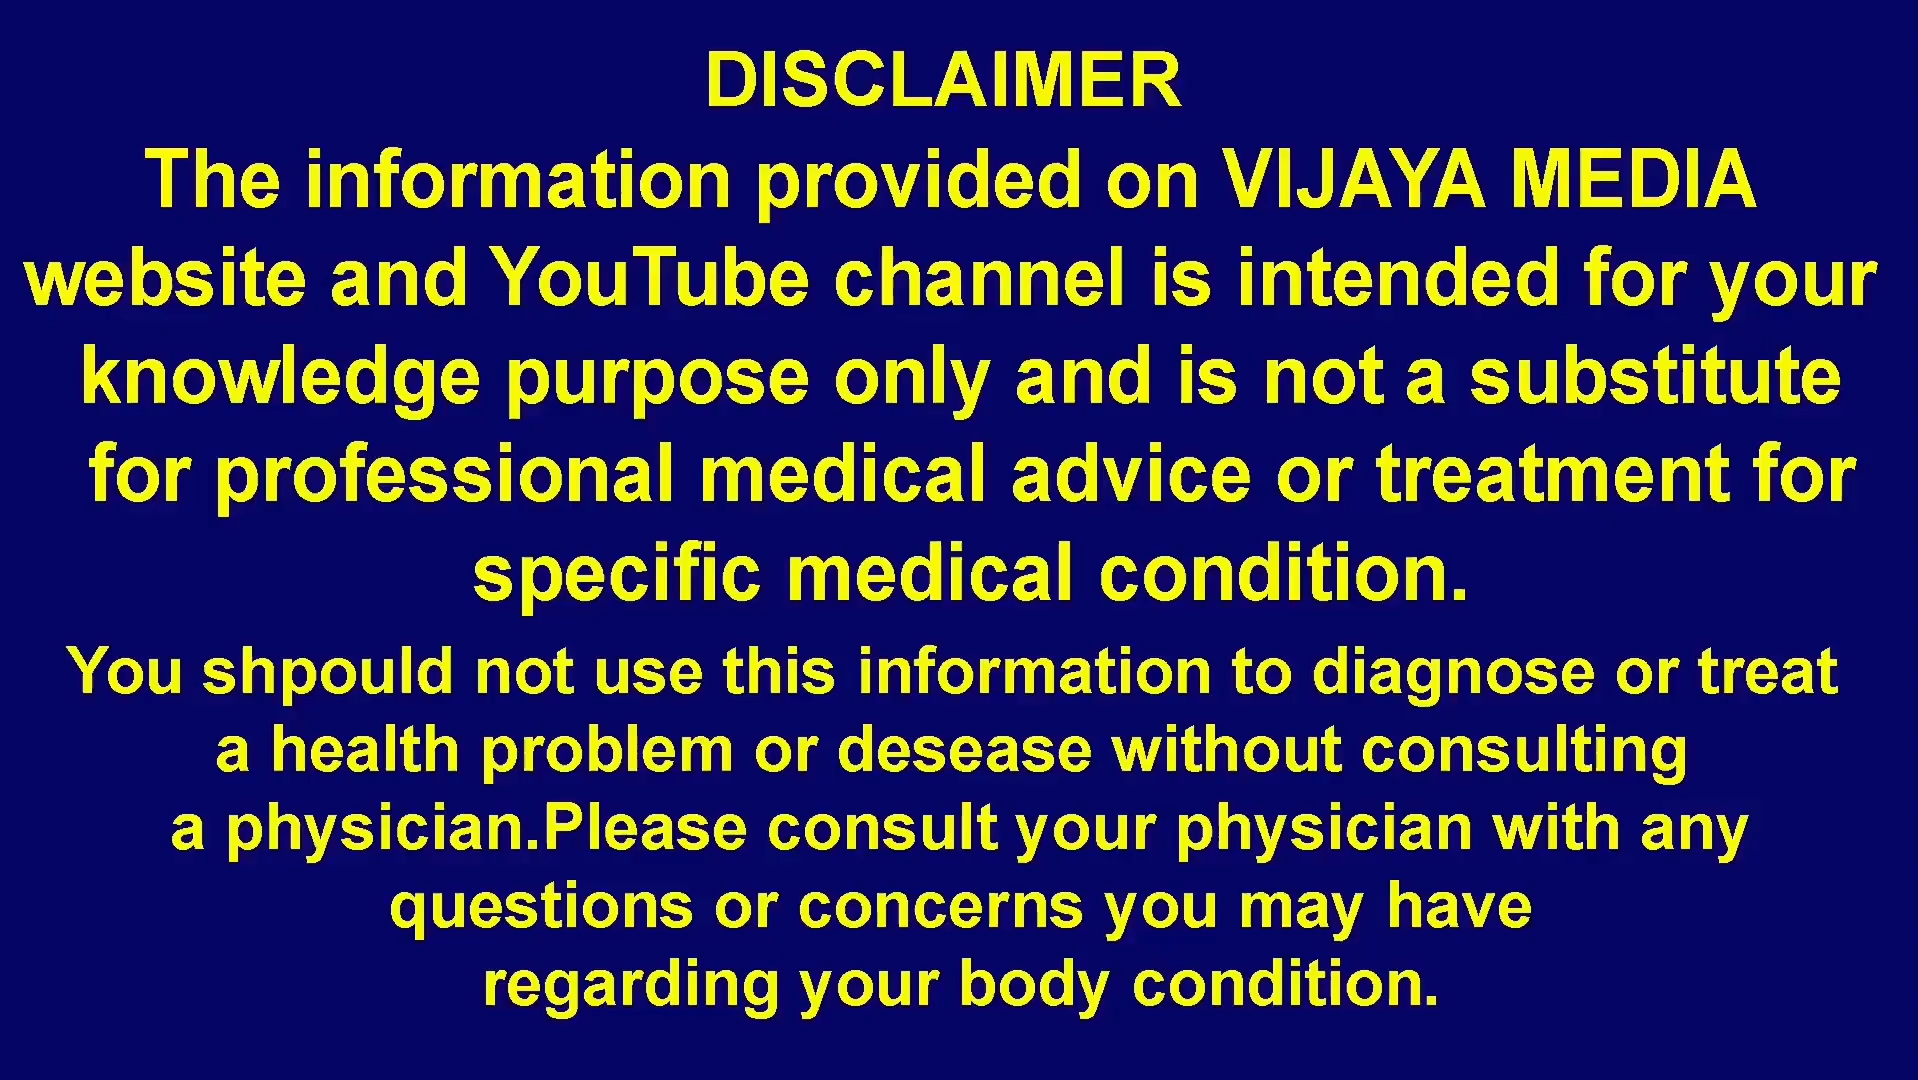 DISCLAIMER
The information provided on VIJAYA MEDIA
website and YouTube channel is intended for your
knowledge purpose only and is not a substitute
for professional medical advice or treatment for
specific medical condition.
You shpould not use this information to diagnose or treat
a health problem or desease without consulting
a physician.Please consult your physician with any
questions or concerns you may have
regarding your body condition.